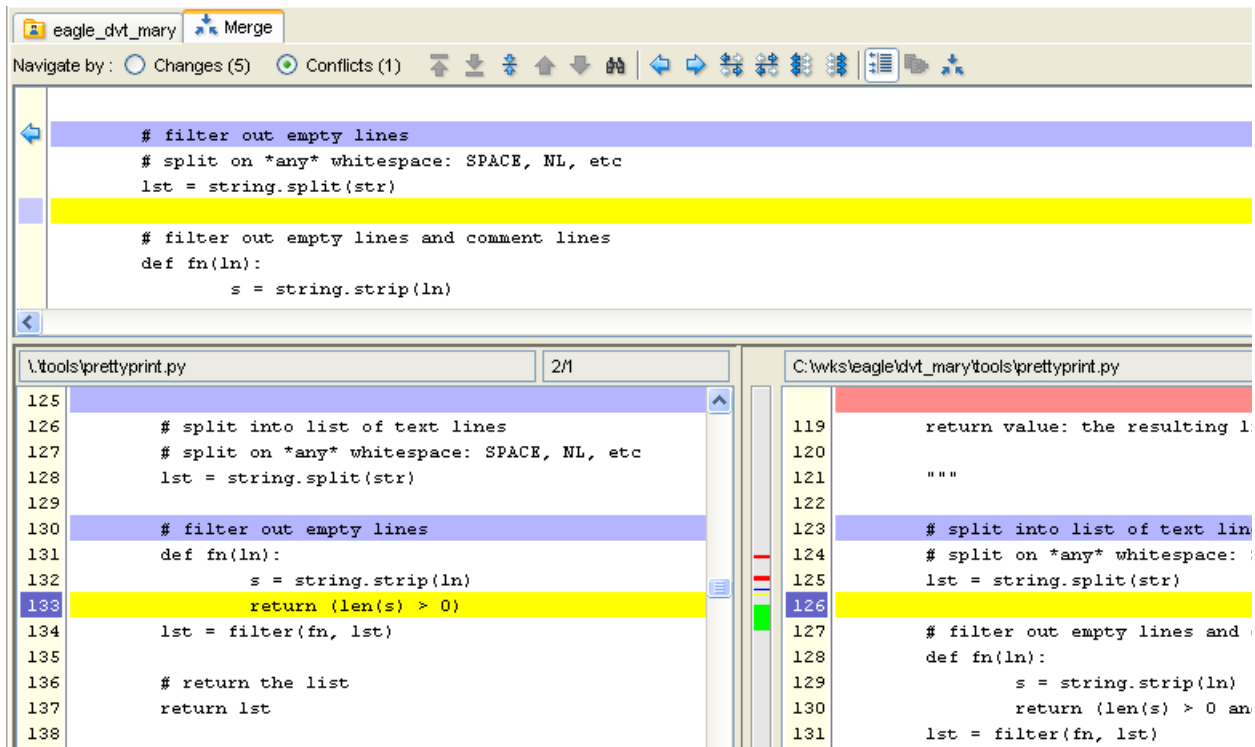 eagle_dvt_mary Merge
Navigate by : Changes (5) Conflicts (1)
# filter out empty lines
# split on *any* whitespace: SPACE, NL, etc
lst = string.split(str)
# filter out empty lines and comment lines
def fn(ln):
s = string.strip(ln)
\.\tools\prettyprint.py 2/1
125
126 # split into list of text lines
127 # split on *any* whitespace: SPACE, NL, etc
128 lst = string.split(str)
129
130 # filter out empty lines
131 def fn(ln):
132 s = string.strip(ln)
133 return (len(s) > 0)
134 lst = filter(fn, lst)
135
136 # return the list
137 return lst
138
C:\wks\eagle\dvt_mary\tools\prettyprint.py
119 return value: the resulting
120
121 """
122
123 # split into list of text
124 # split on *any* whitespace:
125 lst = string.split(str)
126
127 # filter out empty lines and
128 def fn(ln):
129 s = string.strip(ln)
130 return (len(s) > 0
131 lst = filter(fn, lst)